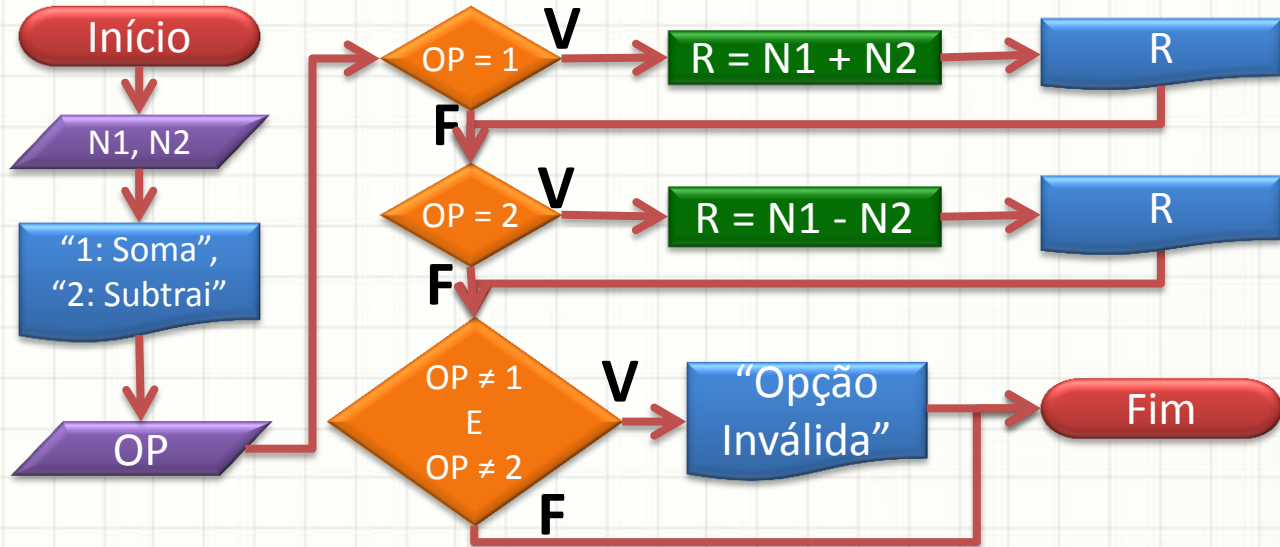 Início
N1, N2
“1: Soma”,
“2: Subtrai”
OP
OP = 1
V
R = N1 + N2
R
F
OP = 2
V
R = N1 - N2
R
F
OP ≠ 1
E
OP ≠ 2
V
“Opção
Inválida”
Fim
F